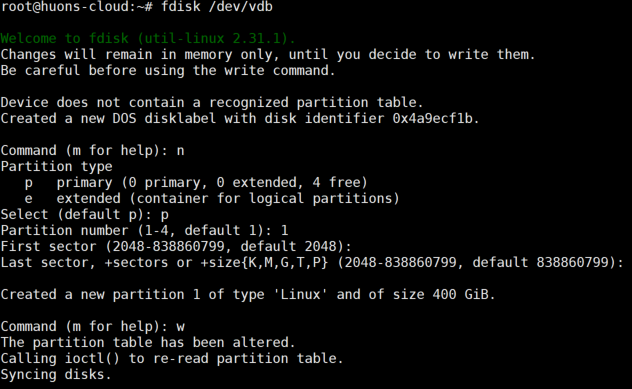 root@huons-cloud:~# fdisk /dev/vdb
Welcome to fdisk (util-linux 2.31.1).
Changes will remain in memory only, until you decide to write them.
Be careful before using the write command.
Device does not contain a recognized partition table.
Created a new DOS disklabel with disk identifier 0x4a9ecf1b.
Command (m for help): n
Partition type
   p   primary (0 primary, 0 extended, 4 free)
   e   extended (container for logical partitions)
Select (default p): p
Partition number (1-4, default 1): 1
First sector (2048-838860799, default 2048):
Last sector, +sectors or +size{K,M,G,T,P} (2048-838860799, default 838860799):
Created a new partition 1 of type 'Linux' and of size 400 GiB.
Command (m for help): w
The partition table has been altered.
Calling ioctl() to re-read partition table.
Syncing disks.